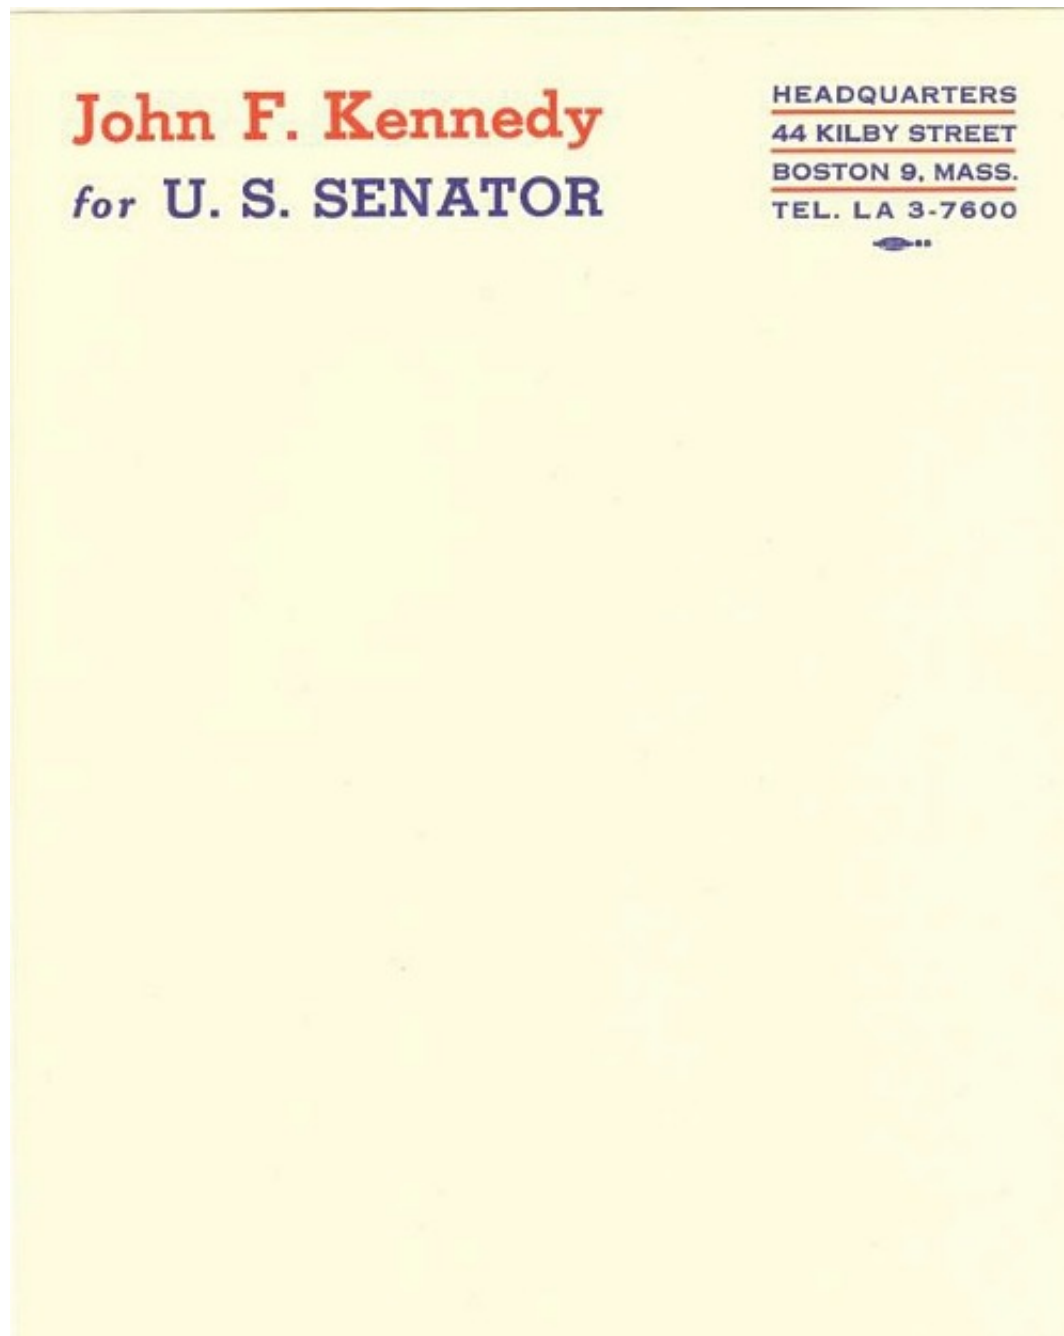 John F. Kennedy
for U. S. SENATOR
HEADQUARTERS
44 KILBY STREET
BOSTON 9, MASS.
TEL. LA 3-7600